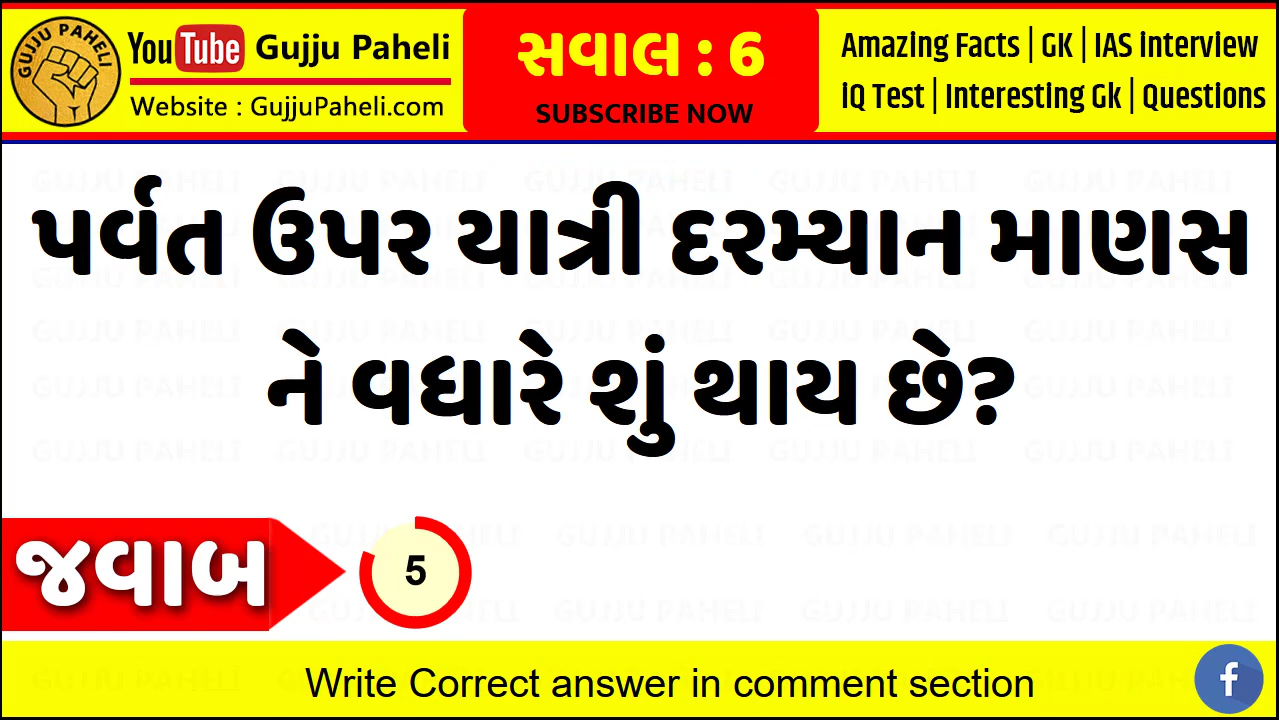 GUJJU PAHELI
YouTube Gujju Paheli
Website : GujjuPaheli.com
સવાલ : 6
SUBSCRIBE NOW
Amazing Facts | GK | IAS interview
iQ Test | Interesting Gk | Questions
પર્વત ઉપર યાત્રી દરમ્યાન માણસ
ને વધારે શું થાય છે?
જવાબ
5
Write Correct answer in comment section
f